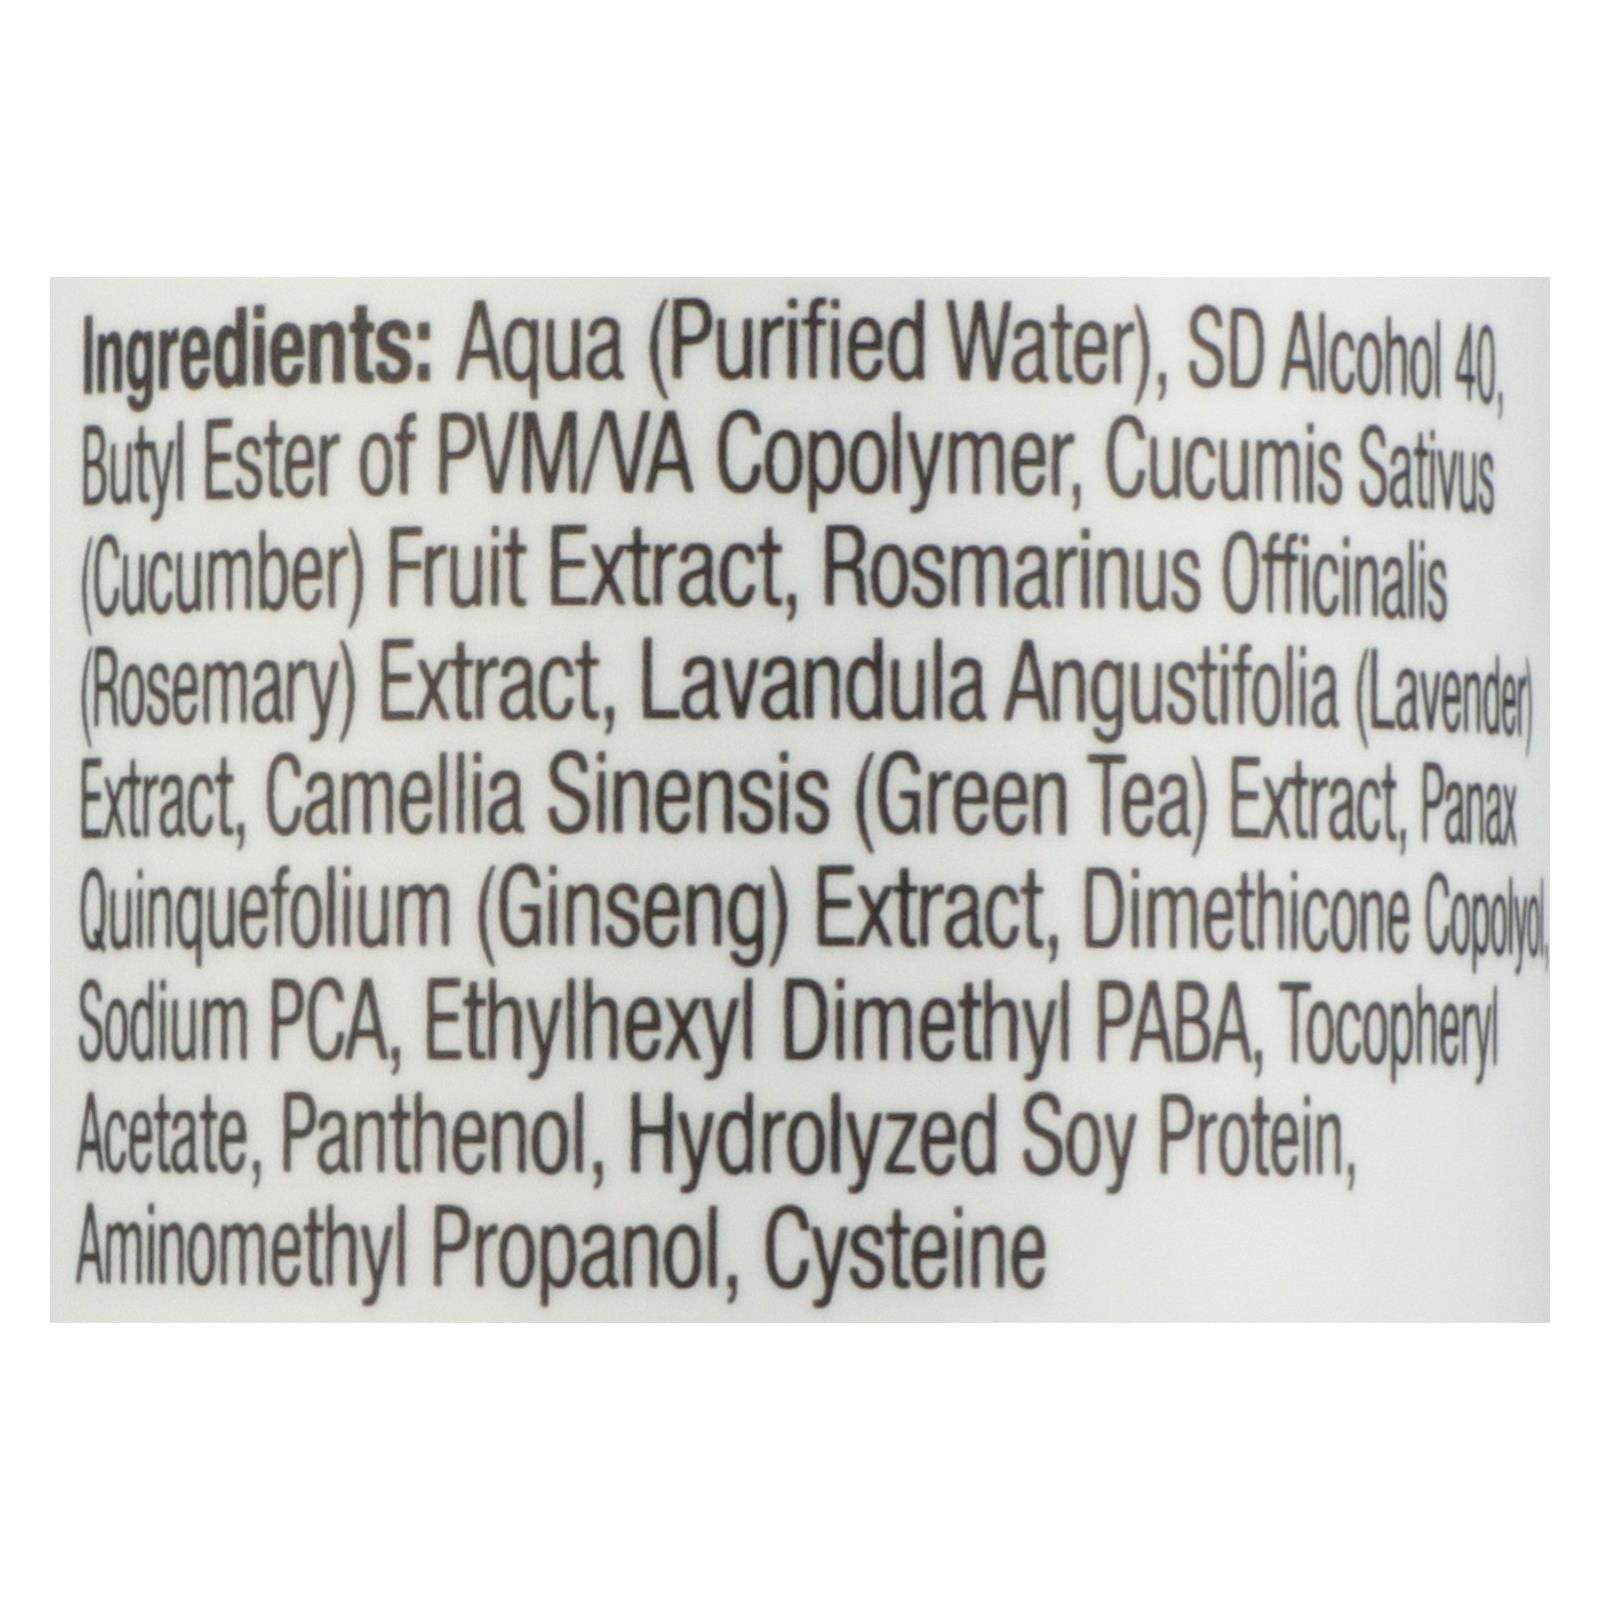 Ingredients: Aqua (Purified Water), SD Alcohol 40,
Butyl Ester of PVM/VA Copolymer, Cucumis Sativus
(Cucumber) Fruit Extract, Rosmarinus Officinalis
(Rosemary) Extract, Lavandula Angustifolia (Lavender)
Extract, Camellia Sinensis (Green Tea) Extract, Panax
Quinquefolium (Ginseng) Extract, Dimethicone Copolyol,
Sodium PCA, Ethylhexyl Dimethyl PABA, Tocopheryl
Acetate, Panthenol, Hydrolyzed Soy Protein,
Aminomethyl Propanol, Cysteine